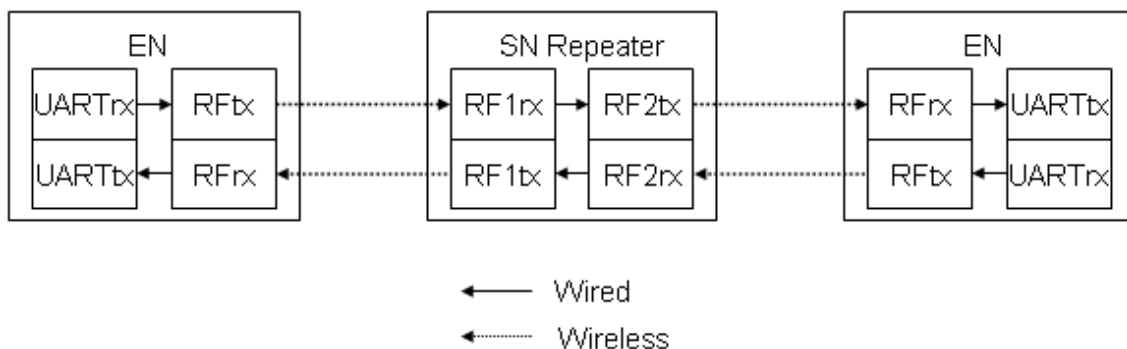 EN
SN Repeater
EN
UARTrx
RFtx
RF1rx
RF2tx
RFrx
UARTtx
UARTtx
RFrx
RF1tx
RF2rx
RFtx
UARTrx
Wired
Wireless